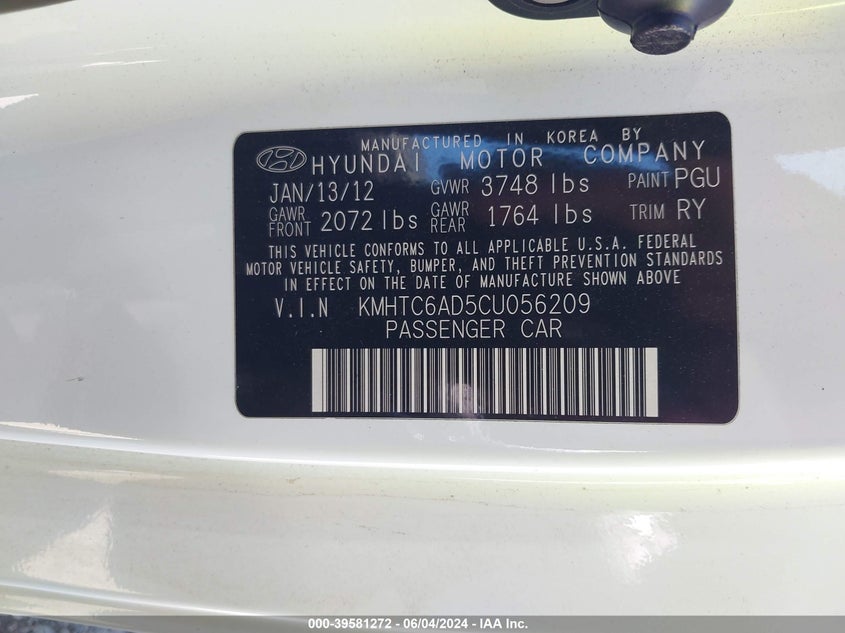 MANUFACTURED IN KOREA BY
HYUNDAI MOTOR COMPANY
JAN/13/12 GVWR 3748 lbs PAINT PGU
GAWR FRONT 2072 lbs GAWR REAR 1764 lbs TRIM RY
THIS VEHICLE CONFORMS TO ALL APPLICABLE U.S.A. FEDERAL
MOTOR VEHICLE SAFETY, BUMPER, AND THEFT PREVENTION STANDARDS
IN EFFECT ON THE DATE OF MANUFACTURE SHOWN ABOVE
V.I.N KMHTC6AD5CU056209
PASSENGER CAR
000-39581272 - 06/04/2024 - IAA Inc.